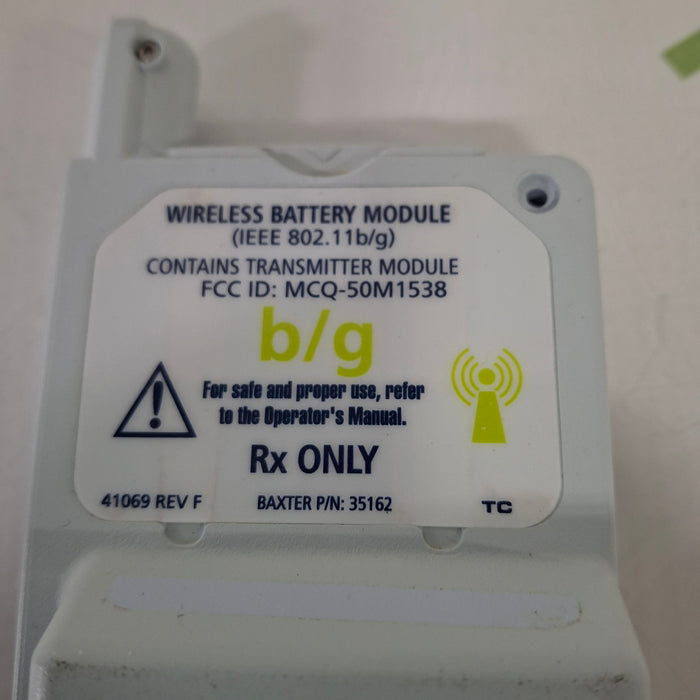 WIRELESS BATTERY MODULE
(IEEE 802.11b/g)
CONTAINS TRANSMITTER MODULE
FCC ID: MCQ-50M1538
b/g
For safe and proper use, refer
to the Operator's Manual.
Rx ONLY
41069 REV F BAXTER P/N: 35162 TC